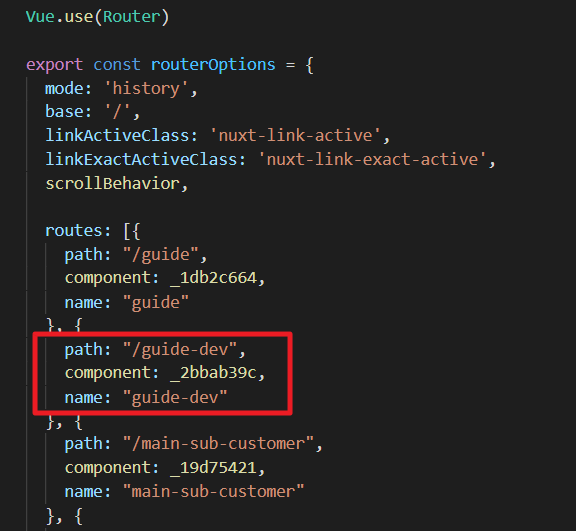 Vue.use(Router)
export const routerOptions = {
mode: 'history',
base: '/',
linkActiveClass: 'nuxt-link-active',
linkExactActiveClass: 'nuxt-link-exact-active',
scrollBehavior,
routes: [{
path: "/guide",
component: _1db2c664,
name: "guide"
}, {
path: "/guide-dev",
component: _2bbab39c,
name: "guide-dev"
}, {
path: "/main-sub-customer",
component: _19d75421,
name: "main-sub-customer"
}, {